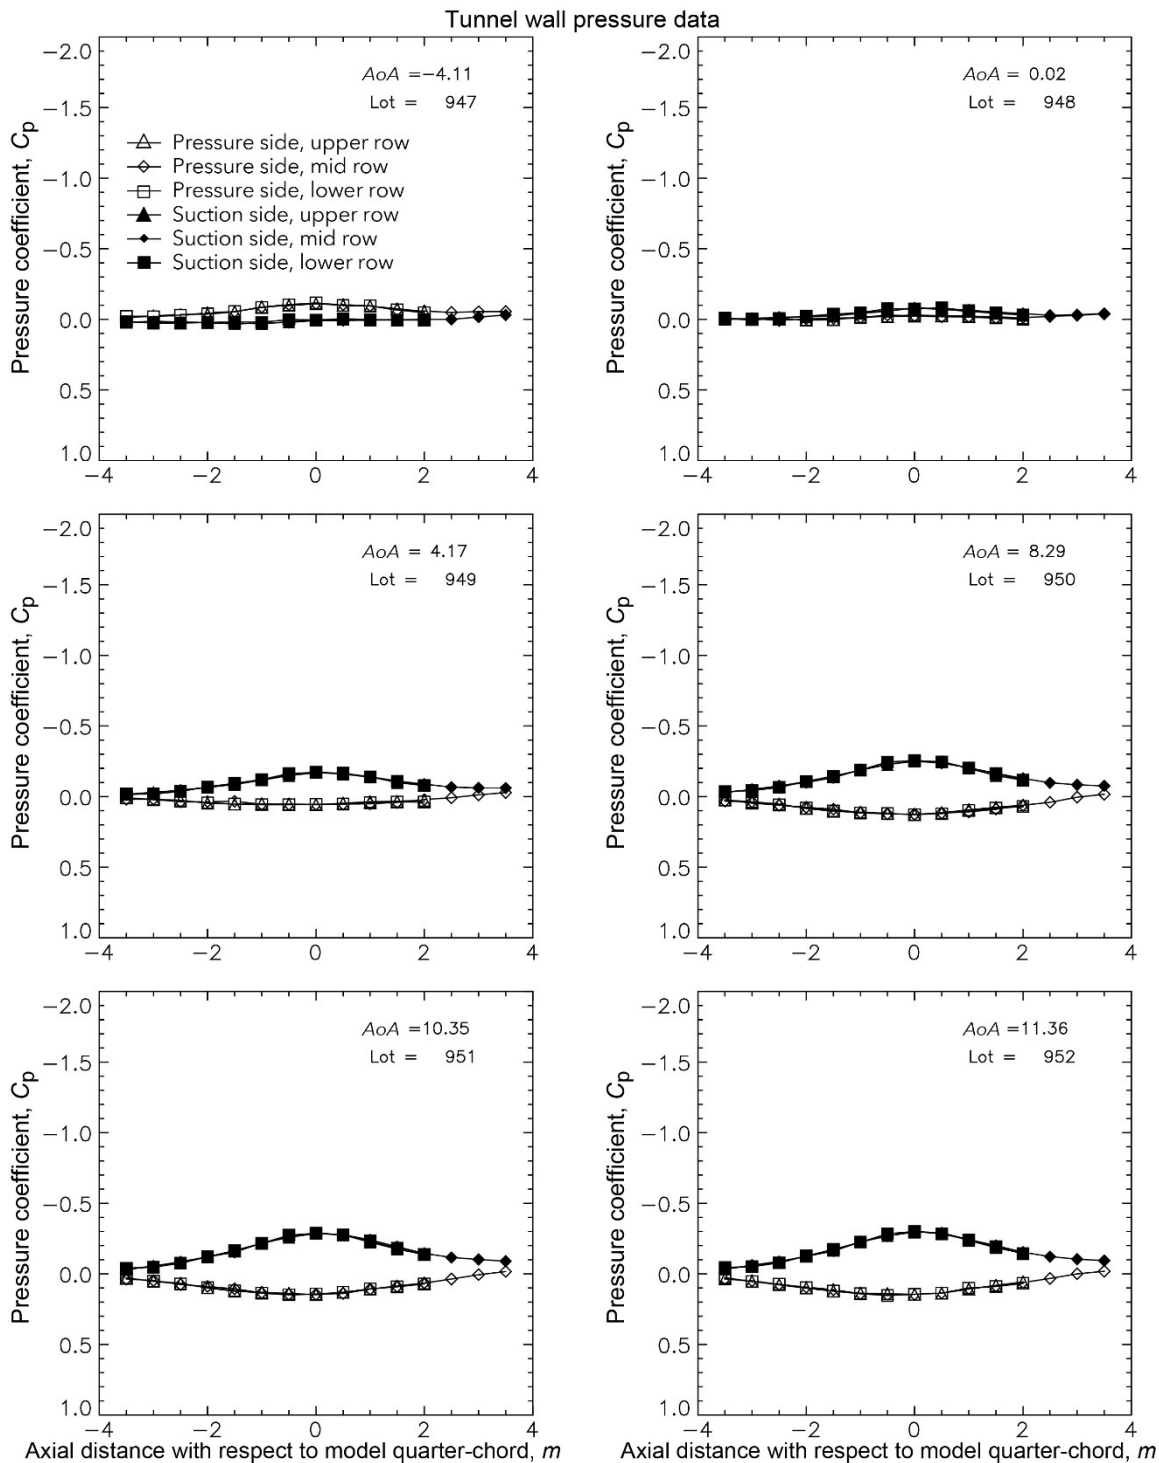 Tunnel wall pressure data
Pressure coefficient, Cp
−2.0
−1.5
−1.0
−0.5
0.0
0.5
1.0
AoA =−4.11
Lot = 947
Pressure side, upper row
Pressure side, mid row
Pressure side, lower row
Suction side, upper row
Suction side, mid row
Suction side, lower row
−4 −2 0 2 4
Pressure coefficient, Cp
−2.0
−1.5
−1.0
−0.5
0.0
0.5
1.0
AoA = 0.02
Lot = 948
−4 −2 0 2 4
Pressure coefficient, Cp
−2.0
−1.5
−1.0
−0.5
0.0
0.5
1.0
AoA = 4.17
Lot = 949
−4 −2 0 2 4
Pressure coefficient, Cp
−2.0
−1.5
−1.0
−0.5
0.0
0.5
1.0
AoA = 8.29
Lot = 950
−4 −2 0 2 4
Pressure coefficient, Cp
−2.0
−1.5
−1.0
−0.5
0.0
0.5
1.0
AoA =10.35
Lot = 951
−4 −2 0 2 4
Axial distance with respect to model quarter-chord, m
Pressure coefficient, Cp
−2.0
−1.5
−1.0
−0.5
0.0
0.5
1.0
AoA =11.36
Lot = 952
−4 −2 0 2 4
Axial distance with respect to model quarter-chord, m